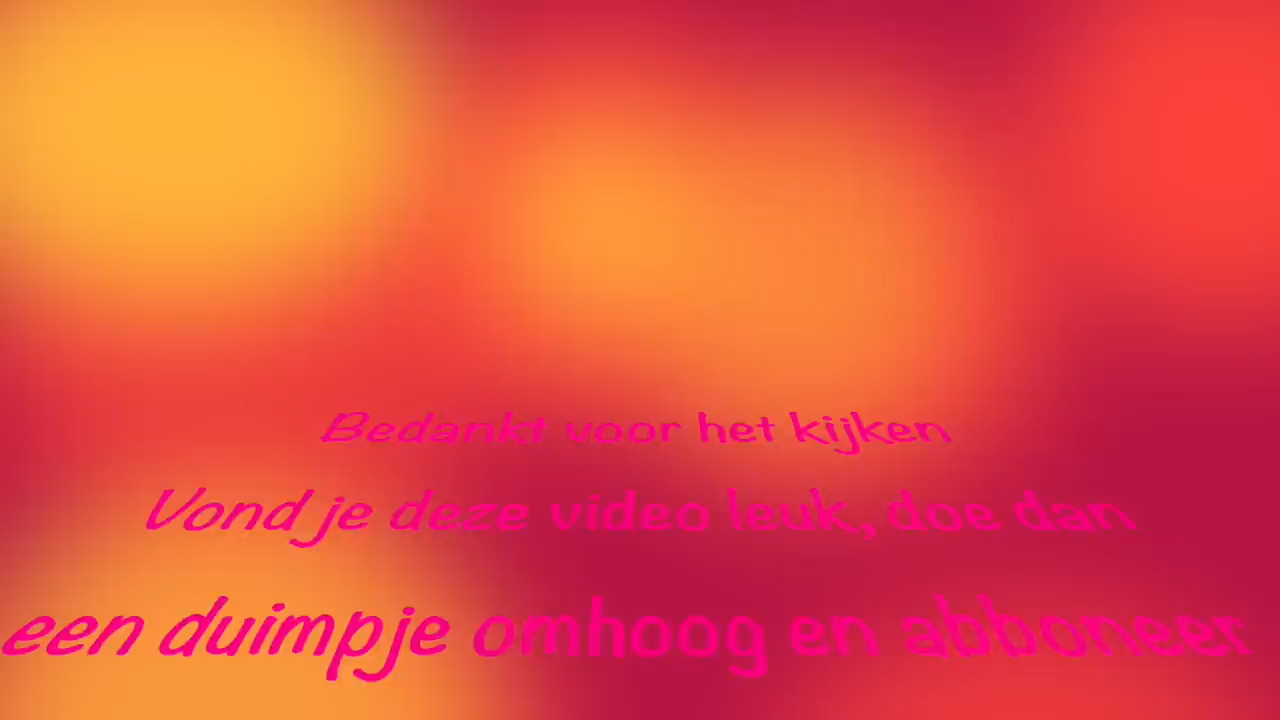 Bedankt voor het kijken
Vond je deze video leuk, doe dan
een duimpje omhoog en abboneer